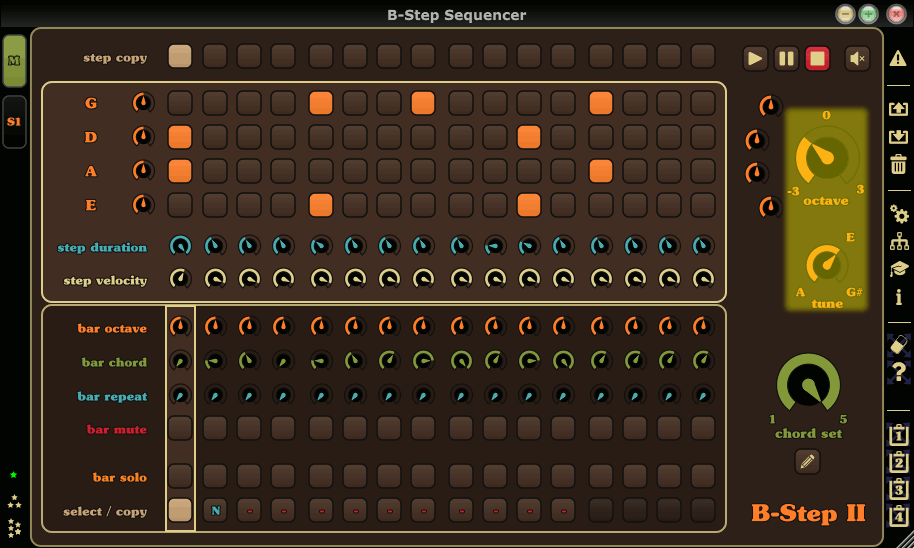 B-Step Sequencer
M
step copy
S1
G
D
A
E
step duration
step velocity
0
-3 3
octave
E
A G#
tune
bar octave
bar chord
bar repeat
bar mute
bar solo
select / copy N - - - - - - - - - -
1 5
chord set
B-Step II
i
?
1
2
3
4